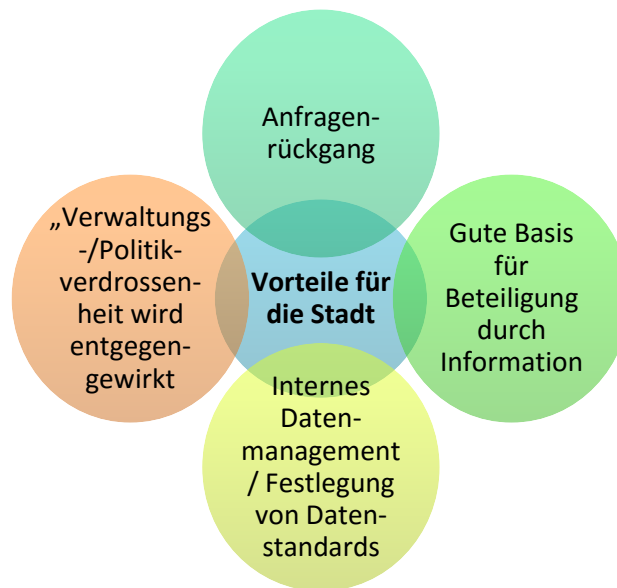 Anfragen-
rückgang
„Verwaltungs
-/Politik-
verdrossen-
heit wird
entgegen-
gewirkt
Vorteile für
die Stadt
Gute Basis
für
Beteiligung
durch
Information
Internes
Daten-
management
/ Festlegung
von Daten-
standards